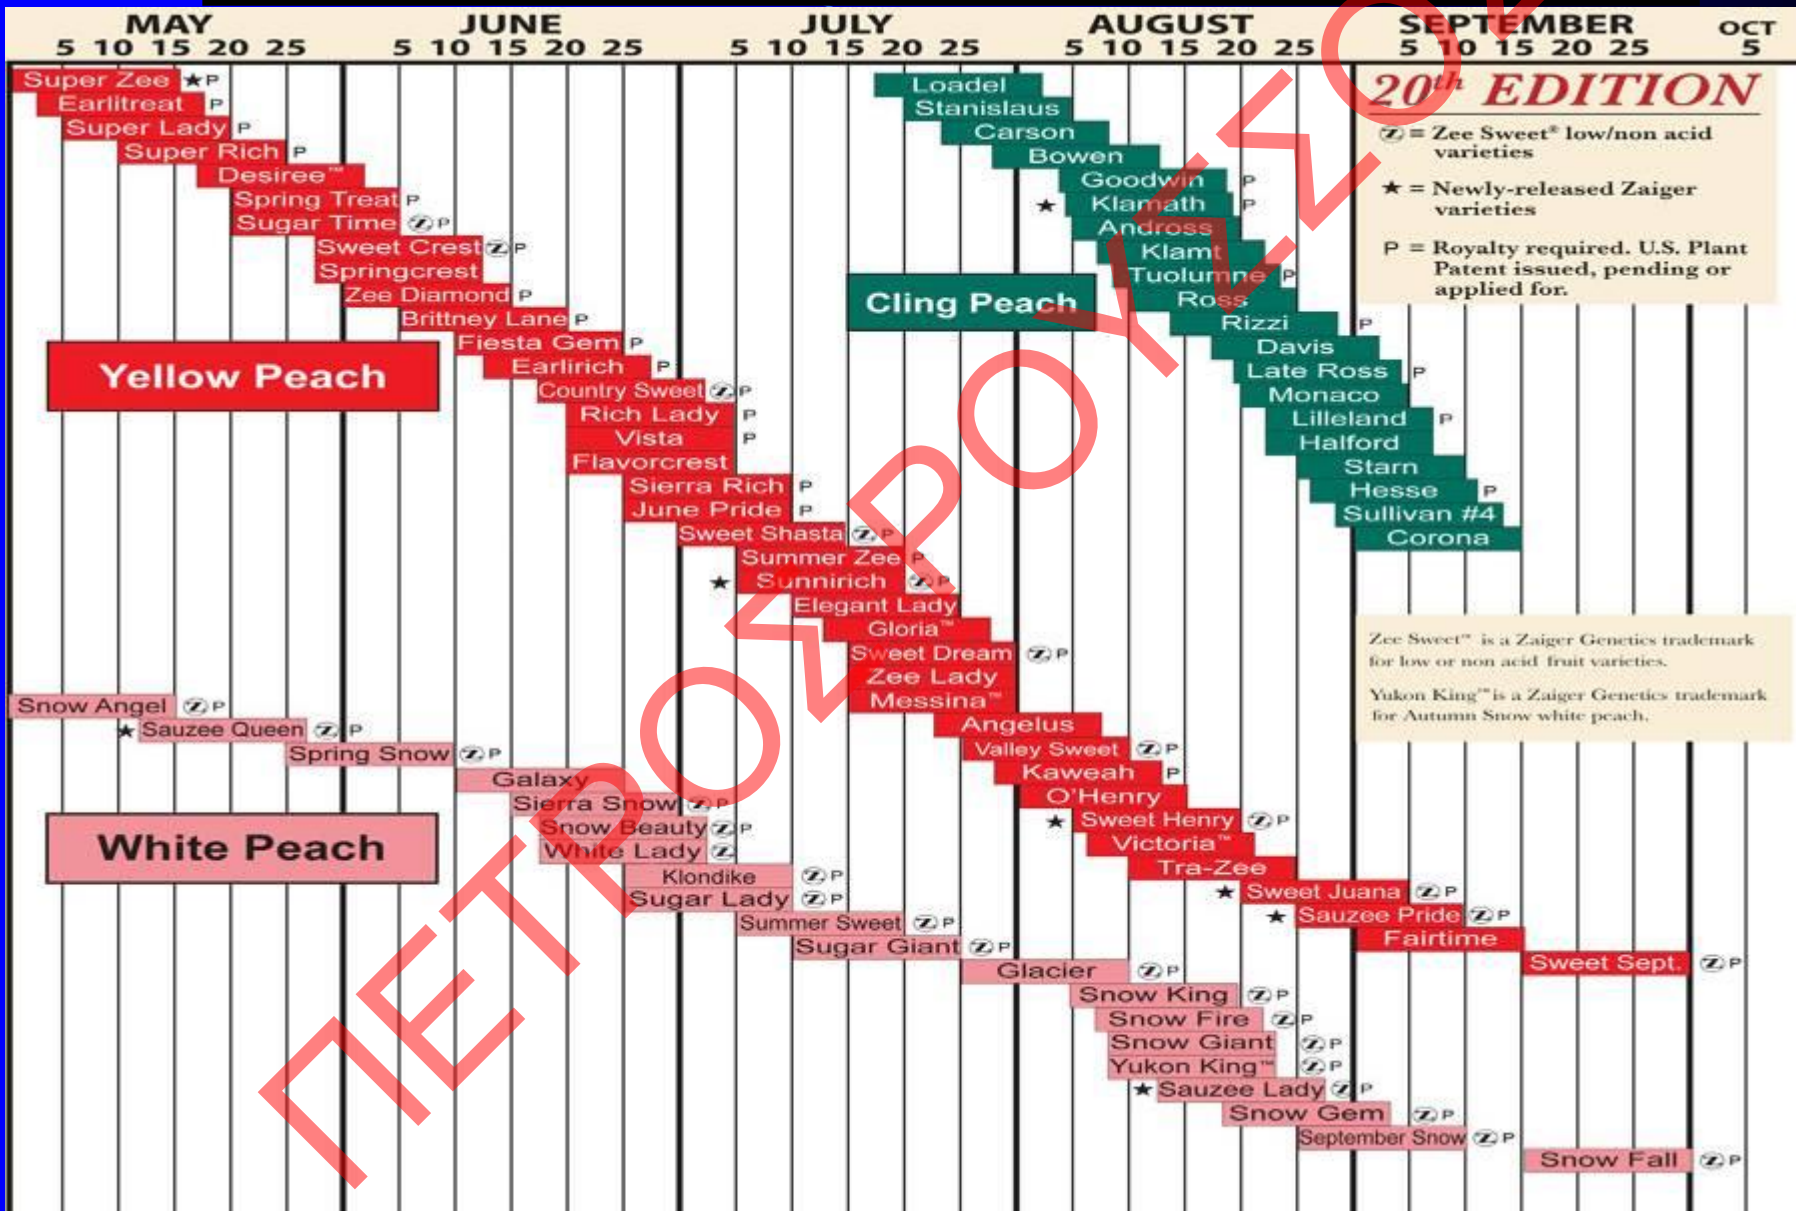 MAY JUNE JULY AUGUST SEPTEMBER OCT
5 10 15 20 25 5 10 15 20 25 5 10 15 20 25 5 10 15 20 25 5 10 15 20 25 5
Super Zee ★ P
Earlitreat P
Super Lady P
Super Rich P
Desiree™
Spring Treat P
Sugar Time Ⓩ P
Sweet Crest Ⓩ P
Springcrest
Zee Diamond P
Brittney Lane P
Fiesta Gem P
Earlirich P
Country Sweet Ⓩ P
Rich Lady P
Vista P
Flavorcrest
Sierra Rich P
June Pride P
Sweet Shasta Ⓩ P
Summer Zee P
★ Sunnirich Ⓩ P
Elegant Lady
Gloria™
Sweet Dream Ⓩ P
Zee Lady
Messina™
Angelus
Valley Sweet Ⓩ P
Kaweah P
O'Henry
★ Sweet Henry Ⓩ P
Victoria™
Tra-Zee
★ Sweet Juana Ⓩ P
★ Sauzee Pride Ⓩ P
Fairtime
Sweet Sept. Ⓩ P
Yellow Peach
Loadel
Stanislaus
Carson
Bowen
Goodwin P
★ Klamath P
Andross
Klamt
Tuolumne P
Ross
Rizzi P
Davis
Late Ross P
Monaco
Lilleland P
Halford
Starn
Hesse P
Sullivan #4
Corona
Cling Peach
20th EDITION
Ⓩ = Zee Sweet® low/non acid
varieties
★ = Newly-released Zaiger
varieties
P = Royalty required. U.S. Plant
Patent issued, pending or
applied for.
Zee Sweet™ is a Zaiger Genetics trademark
for low or non acid fruit varieties.
Yukon King™ is a Zaiger Genetics trademark
for Autumn Snow white peach.
Snow Angel Ⓩ P
★ Sauzee Queen Ⓩ P
Spring Snow Ⓩ P
Galaxy
Sierra Snow Ⓩ P
Snow Beauty Ⓩ P
White Lady Ⓩ
Klondike Ⓩ P
Sugar Lady Ⓩ P
Summer Sweet Ⓩ P
Sugar Giant Ⓩ P
Glacier Ⓩ P
Snow King Ⓩ P
Snow Fire Ⓩ P
Snow Giant Ⓩ P
Yukon King™ Ⓩ P
★ Sauzee Lady Ⓩ P
Snow Gem Ⓩ P
September Snow Ⓩ P
Snow Fall Ⓩ P
White Peach